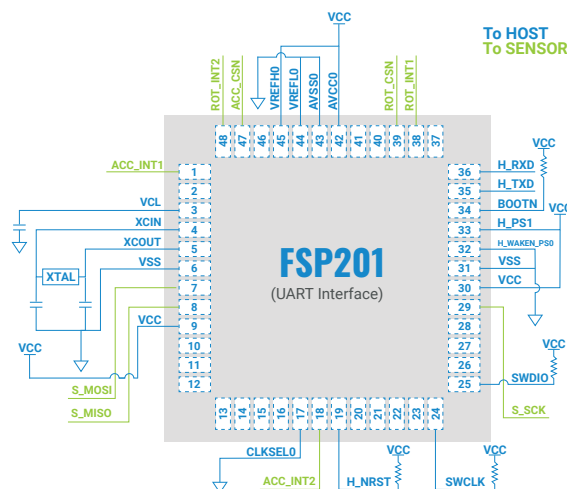 To HOST
To SENSOR
VCC
ROT_INT2
ACC_CSN
VREFH0
VREFL0
AVSS0
AVCC0
ROT_CSN
ROT_INT1
48 47 46 45 44 43 42 41 40 39 38 37
VCC
ACC_INT1 1
2
VCL 3
XCIN 4
XCOUT 5
VSS 6
XTAL
7
8
VCC 9
10
11
12
VCC
S_MOSI
S_MISO
FSP201
(UART Interface)
36 H_RXD
35 H_TXD
34 BOOTN
33 H_PS1
VCC
32 H_WAKEN_PS0
31 VSS
30 VCC
29
28
27
26
25 SWDIO
VCC
S_SCK
13 14 15 16 17 18 19 20 21 22 23 24
CLKSEL0
VCC
VCC
ACC_INT2
H_NRST
SWCLK